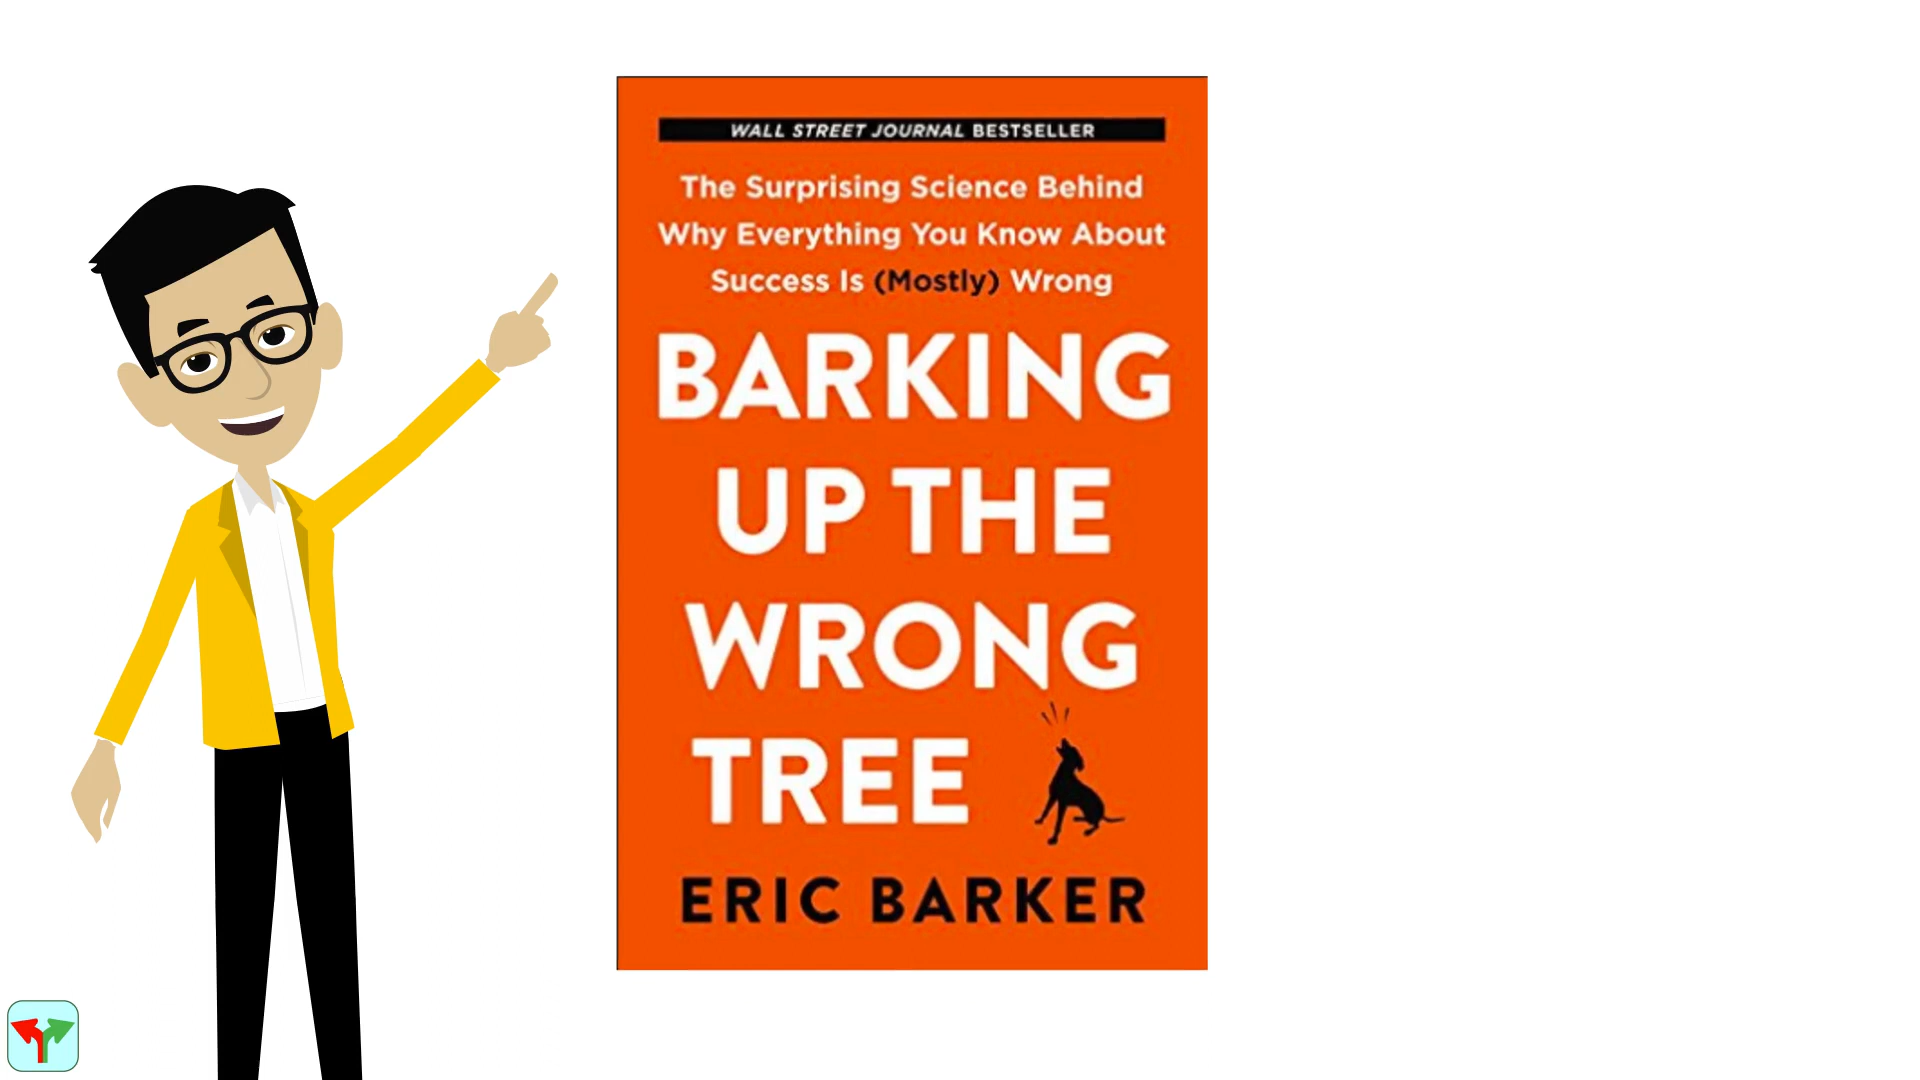 WALL STREET JOURNAL BESTSELLER
The Surprising Science Behind
Why Everything You Know About
Success Is (Mostly) Wrong
BARKING
UP THE
WRONG
TREE
ERIC BARKER